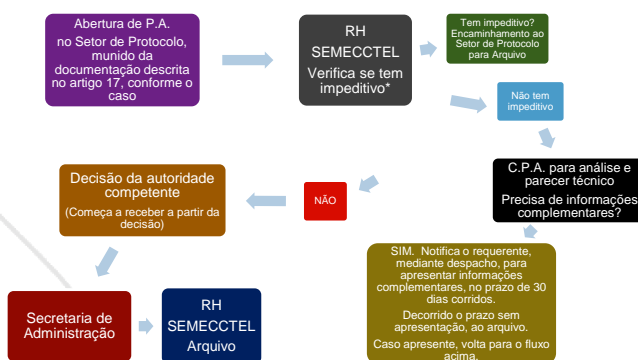 Abertura de P.A.
no Setor de Protocolo,
munido da
documentação descrita
no artigo 17, conforme o
caso
RH
SEMECCTEL
Verifica se tem
impeditivo*
Tem impeditivo?
Encaminhamento ao
Setor de Protocolo
para Arquivo
Não tem
impeditivo
C.P.A. para análise e
parecer técnico
Precisa de informações
complementares?
NÃO
Decisão da autoridade
competente
(Começa a receber a partir da
decisão)
SIM. Notifica o requerente,
mediante despacho, para
apresentar informações
complementares, no prazo de 30
dias corridos.
Decorrido o prazo sem
apresentação, ao arquivo.
Caso apresente, volta para o fluxo
acima.
Secretaria de
Administração
RH
SEMECCTEL
Arquivo